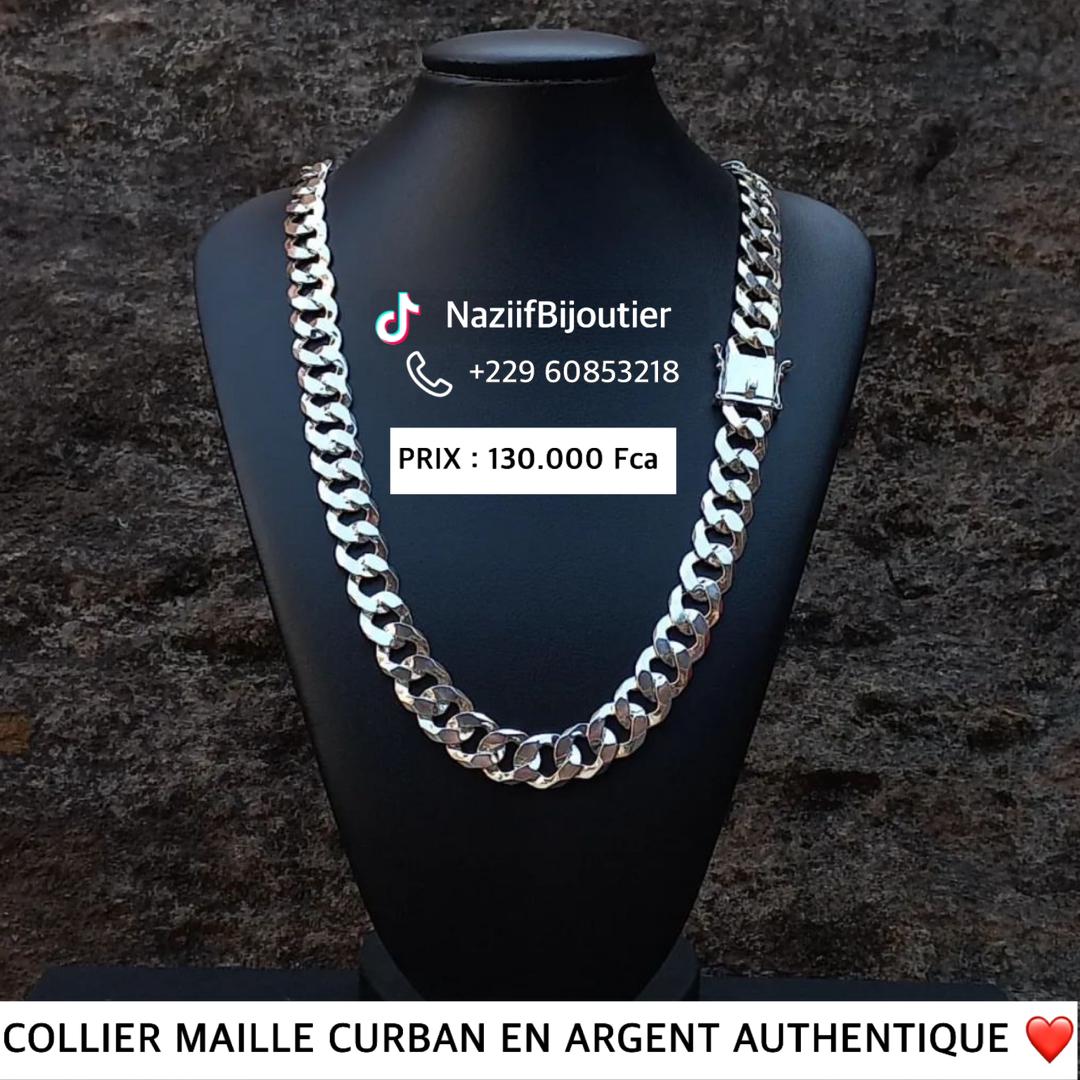 NaziifBijoutier
+229 60853218
PRIX : 130.000 Fca
COLLIER MAILLE CURBAN EN ARGENT AUTHENTIQUE ❤️